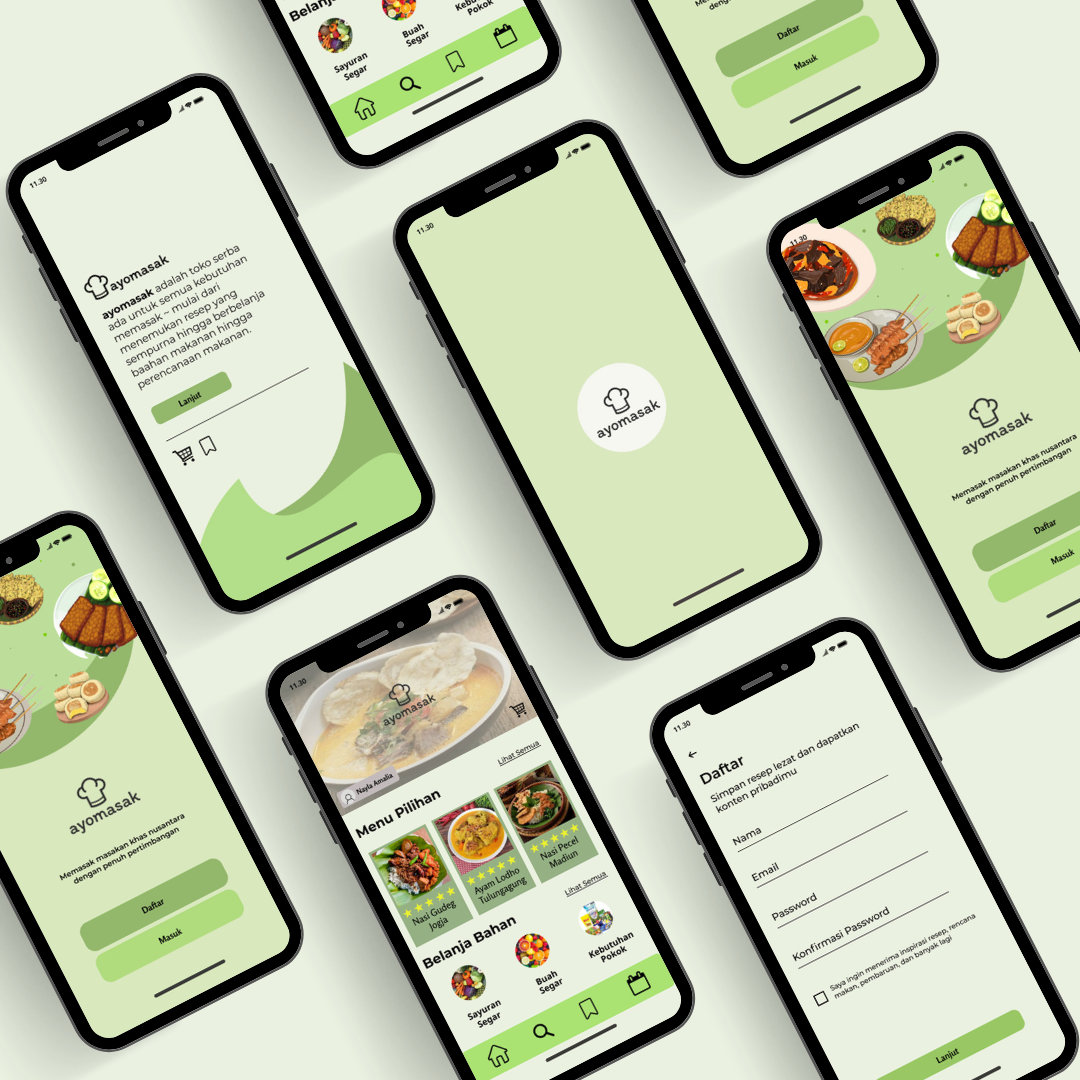 Belanja
Sayuran
Segar
Buah
Segar
Pokok
Daftar
Masuk
11.30
ayomasak
ayomasak adalah toko serba
ada untuk semua kebutuhan
memasak ~ mulai dari
menemukan resep yang
sempurna hingga berbelanja
baahan makanan hingga
perencanaan makanan.
Lanjut
11.30
ayomasak
11.30
ayomasak
Memasak masakan khas nusantara
dengan penuh pertimbangan
Daftar
Masuk
ayomasak
Memasak masakan khas nusantara
dengan penuh pertimbangan
Daftar
Masuk
11.30
ayomasak
Nayla Amalia
Lihat Semua
Menu Pilihan
Nasi Gudeg
Jogja
Ayam Lodho
Tulungagung
Nasi Pecel
Madiun
Lihat Semua
Belanja Bahan
Sayuran
Segar
Buah
Segar
Kebutuhan
Pokok
11.30
Daftar
Simpan resep lezat dan dapatkan
konten pribadimu
Nama
Email
Password
Konfirmasi Password
Saya ingin menerima inspirasi resep, rencana
makan, pembaruan, dan banyak lagi
Lanjut